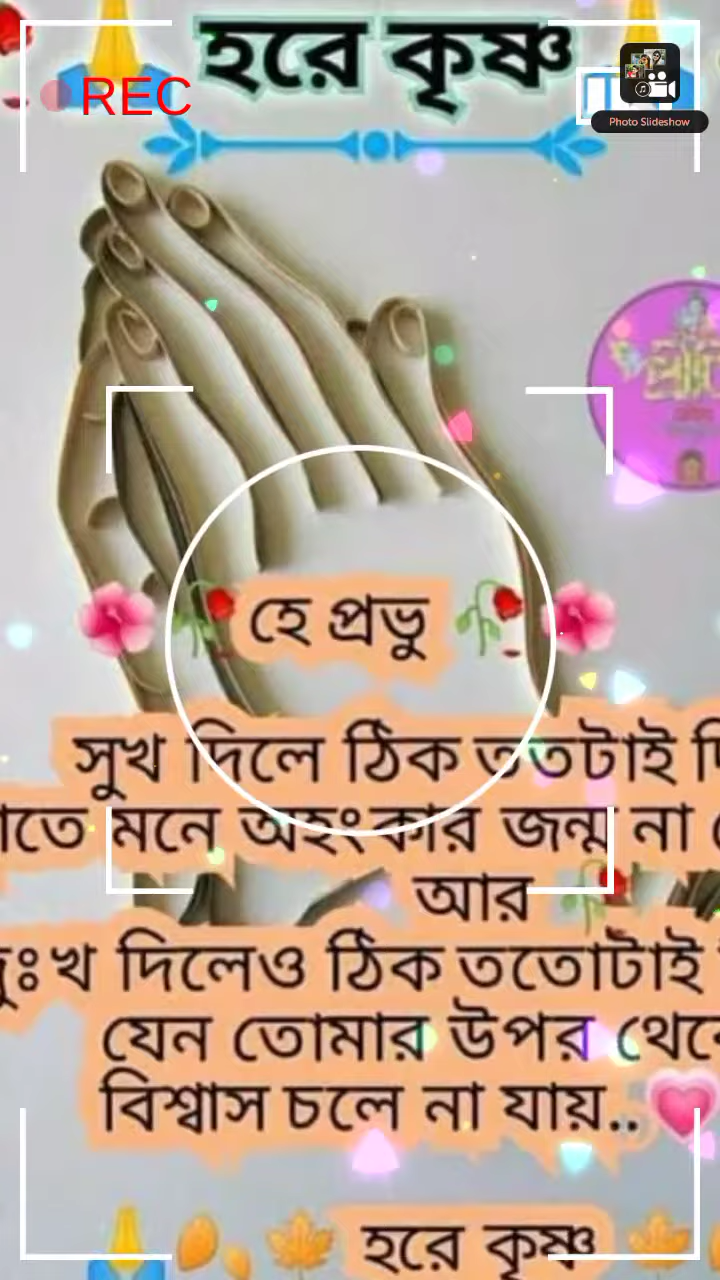 হরে কৃষ্ণ
REC
Photo Slideshow
হে প্রভু
সুখ দিলে ঠিক ততটাই
মনে অহংকার জন্ম না
আর
দিলেও ঠিক ততোটাই
যেন তোমার উপর
বিশ্বাস চলে না যায়..
হরে কৃষ্ণ